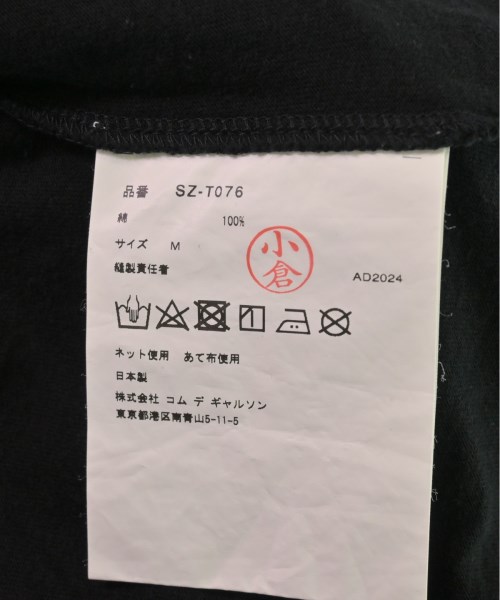 品番 SZ-T076
綿 100%
サイズ M
縫製責任者
小倉
AD2024
ネット使用 あて布使用
日本製
株式会社 コム デ ギャルソン
東京都港区南青山5-11-5